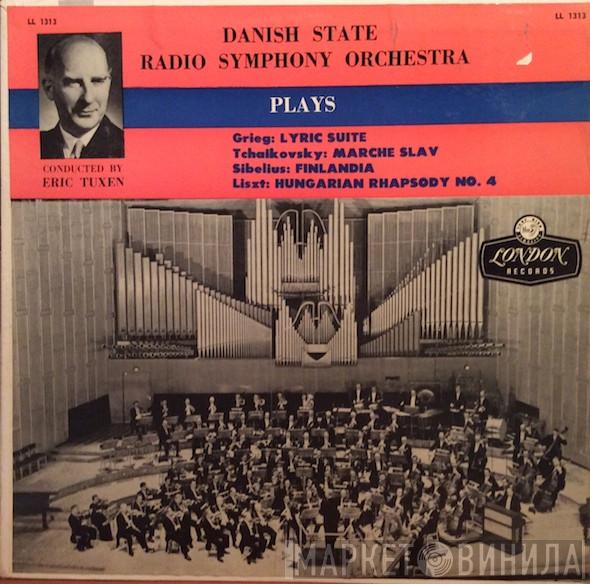 LL 1313
LL 1313
DANISH STATE
RADIO SYMPHONY ORCHESTRA
PLAYS
Grieg: LYRIC SUITE
Tchaikovsky: MARCHE SLAV
Sibelius: FINLANDIA
Liszt: HUNGARIAN RHAPSODY NO. 4
CONDUCTED BY
ERIC TUXEN
LONDON
RECORDS
МАРКЕТ ВИНИЛА